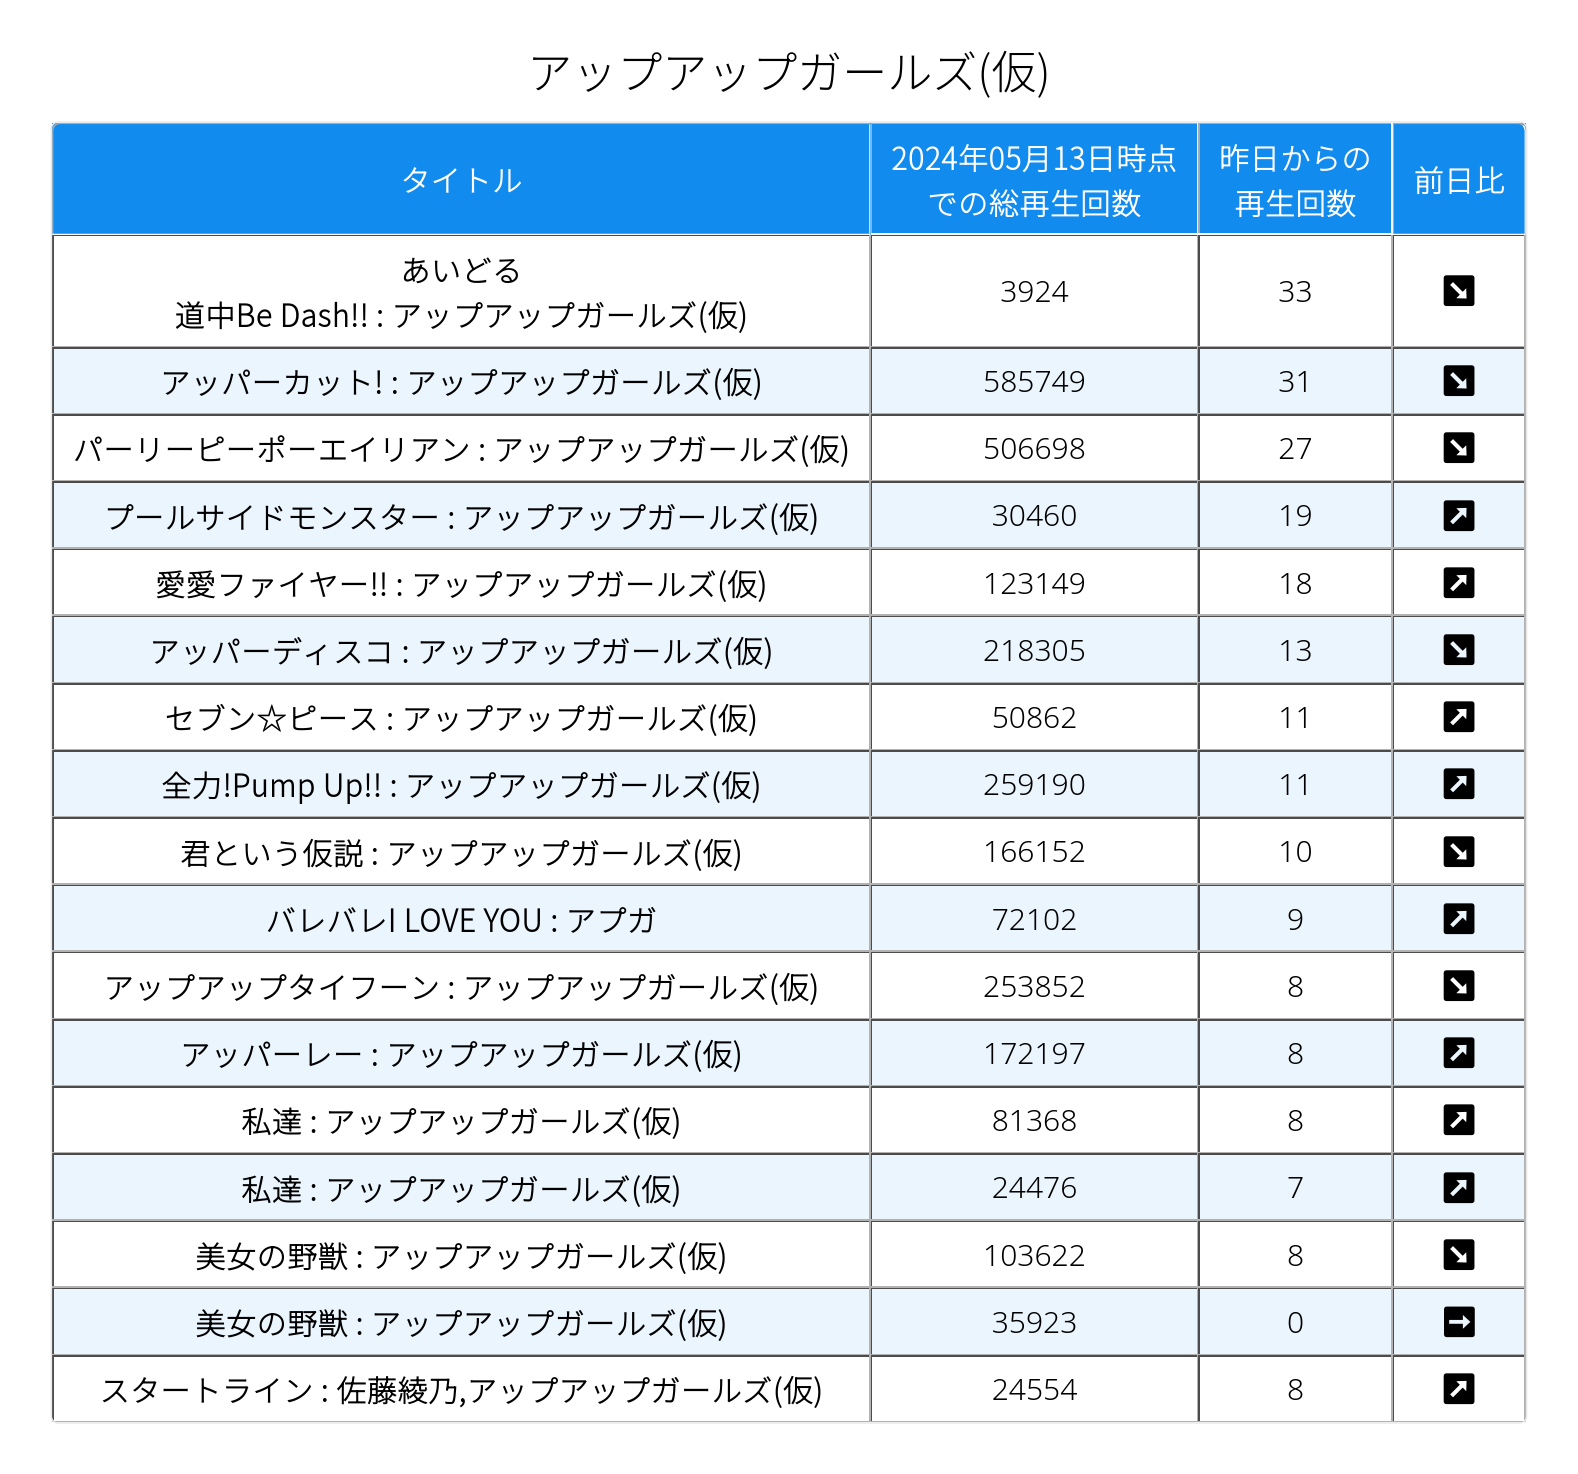 アップアップガールズ(仮)
タイトル
2024年05月13日時点
での総再生回数
昨日からの
再生回数
前日比
あいどる
道中Be Dash!! : アップアップガールズ(仮)
3924
33
アッパーカット! : アップアップガールズ(仮)
585749
31
パーリーピーポーエイリアン : アップアップガールズ(仮)
506698
27
プールサイドモンスター : アップアップガールズ(仮)
30460
19
愛愛ファイヤー!! : アップアップガールズ(仮)
123149
18
アッパーディスコ : アップアップガールズ(仮)
218305
13
セブン☆ピース : アップアップガールズ(仮)
50862
11
全力!Pump Up!! : アップアップガールズ(仮)
259190
11
君という仮説 : アップアップガールズ(仮)
166152
10
バレバレI LOVE YOU : アプガ
72102
9
アップアップタイフーン : アップアップガールズ(仮)
253852
8
アッパーレー : アップアップガールズ(仮)
172197
8
私達 : アップアップガールズ(仮)
81368
8
私達 : アップアップガールズ(仮)
24476
7
美女の野獣 : アップアップガールズ(仮)
103622
8
美女の野獣 : アップアップガールズ(仮)
35923
0
スタートライン : 佐藤綾乃,アップアップガールズ(仮)
24554
8